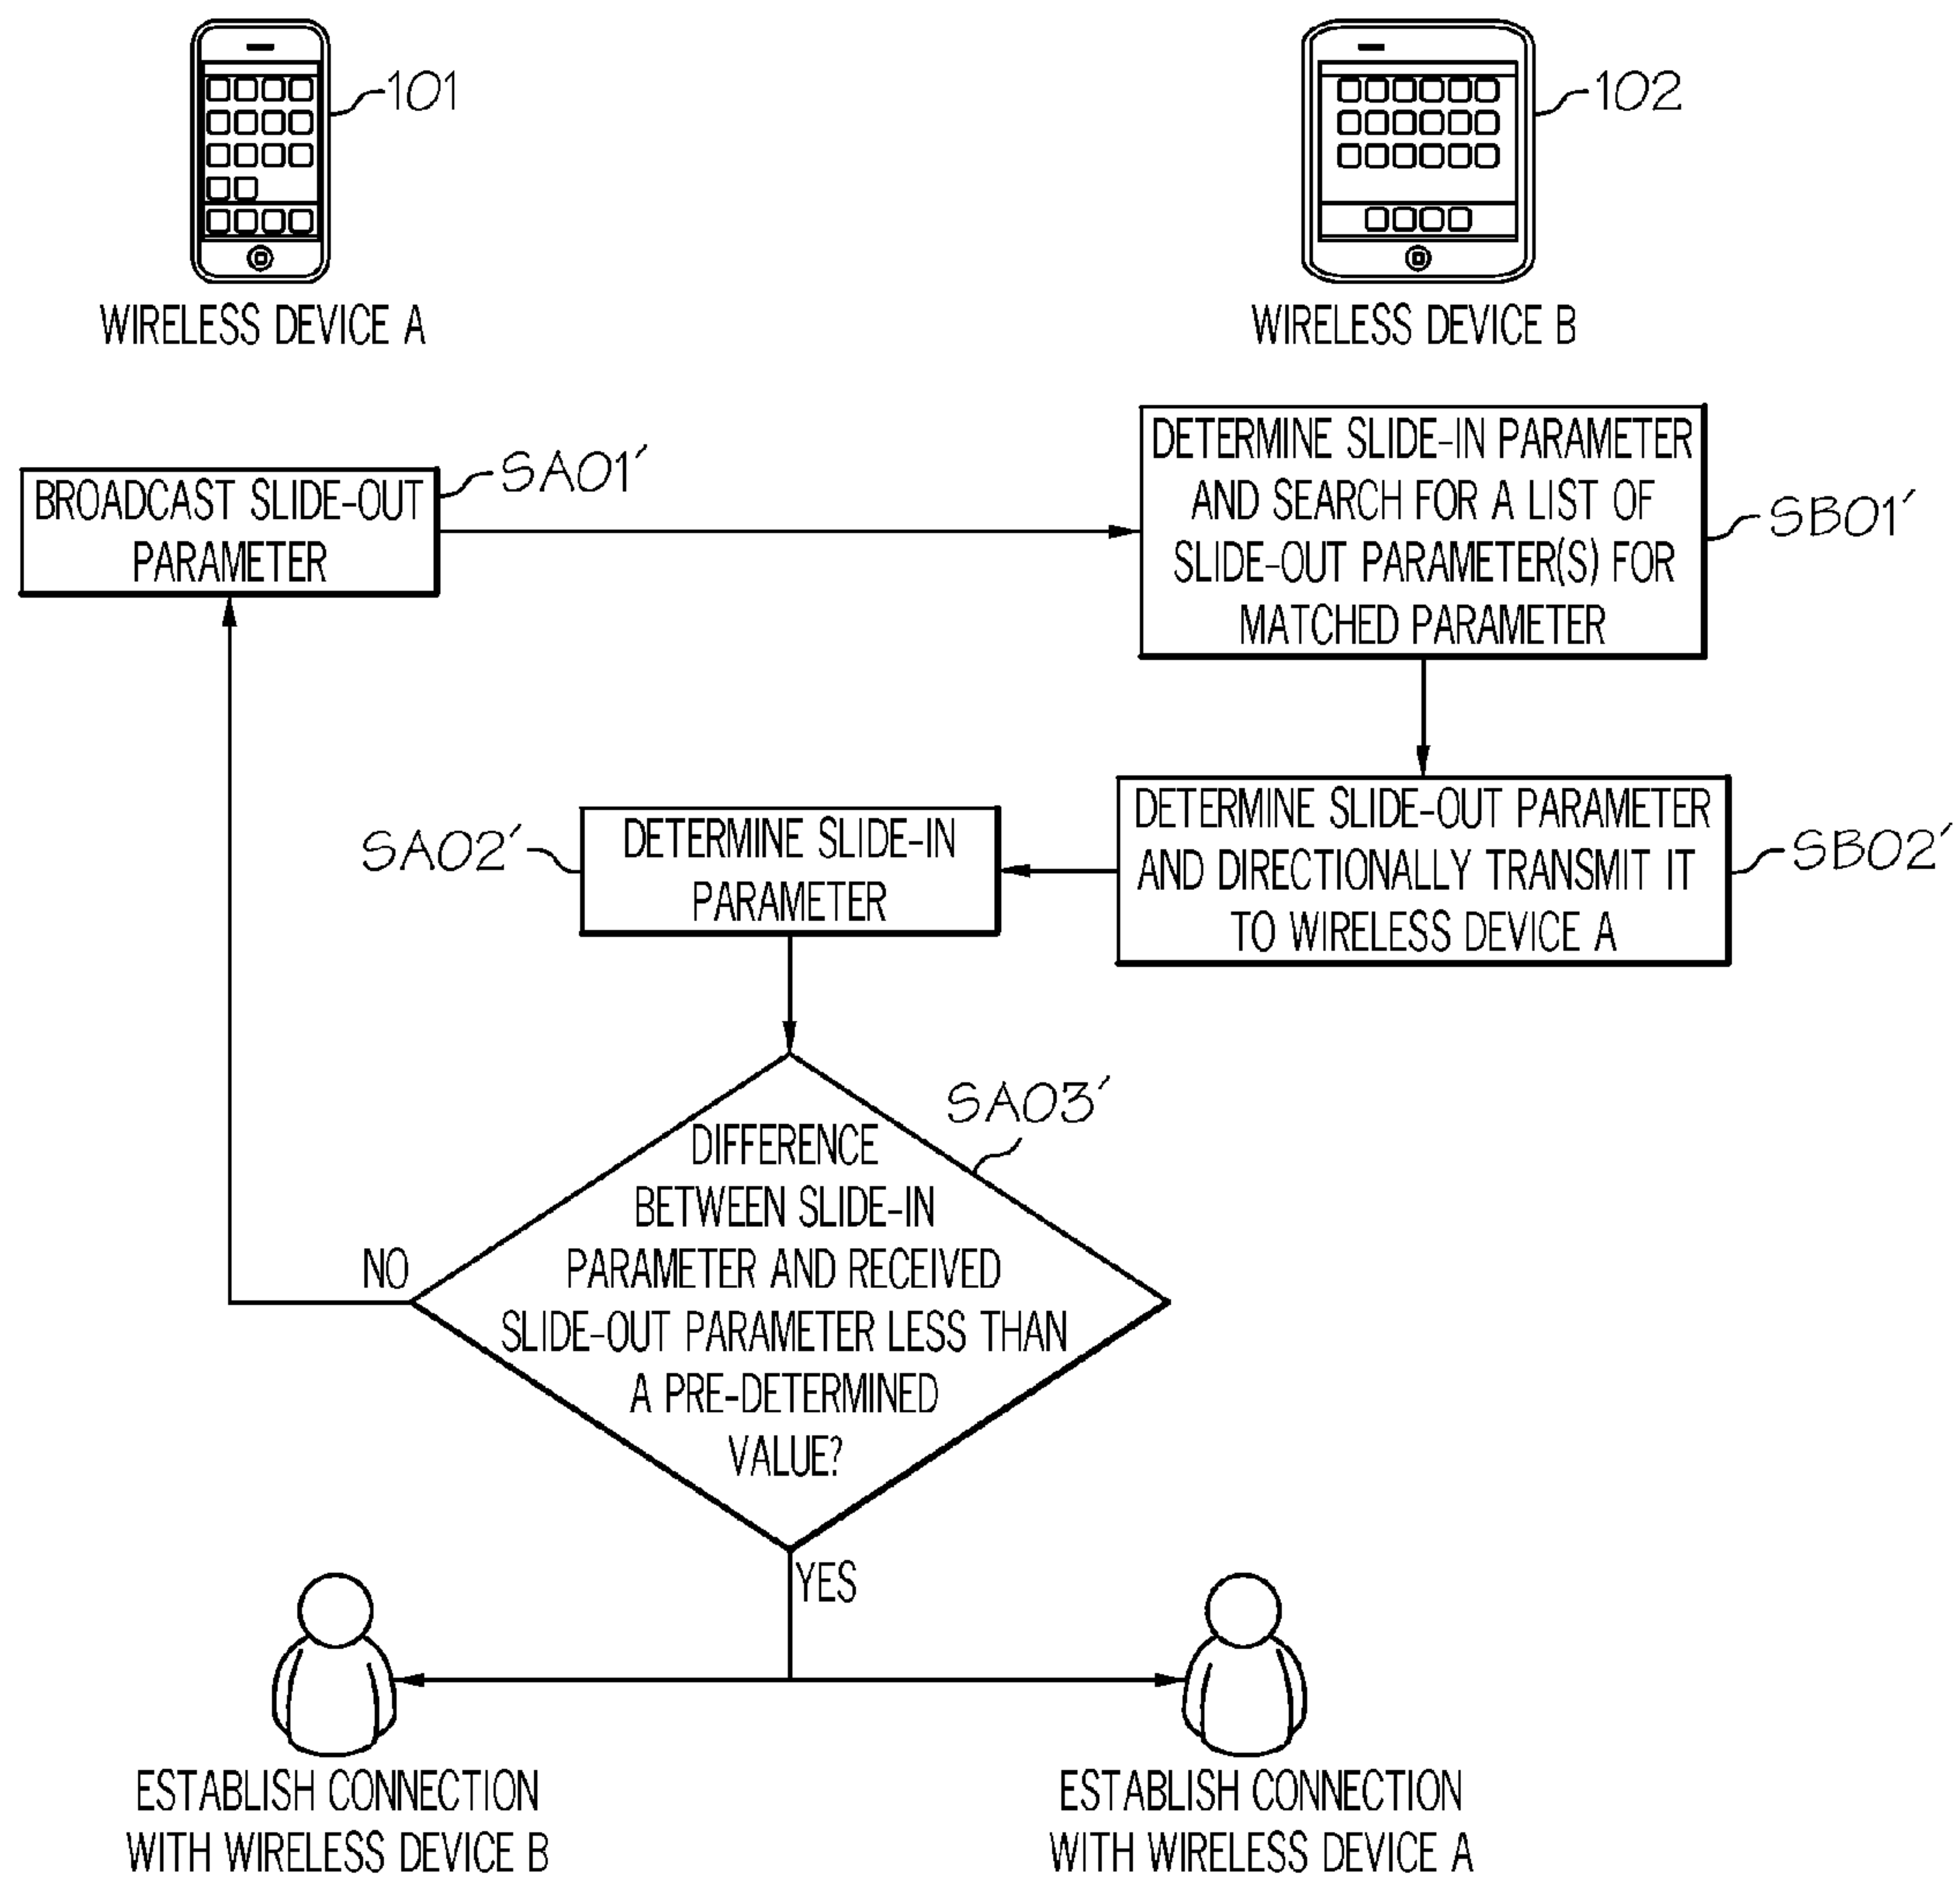 101
102
WIRELESS DEVICE A
WIRELESS DEVICE B
BROADCAST SLIDE-OUT
PARAMETER
SA01′
DETERMINE SLIDE-IN PARAMETER
AND SEARCH FOR A LIST OF
SLIDE-OUT PARAMETER(S) FOR
MATCHED PARAMETER
SB01′
SA02′
DETERMINE SLIDE-IN
PARAMETER
DETERMINE SLIDE-OUT PARAMETER
AND DIRECTIONALLY TRANSMIT IT
TO WIRELESS DEVICE A
SB02′
SA03′
DIFFERENCE
BETWEEN SLIDE-IN
PARAMETER AND RECEIVED
SLIDE-OUT PARAMETER LESS THAN
A PRE-DETERMINED
VALUE?
NO
YES
ESTABLISH CONNECTION
WITH WIRELESS DEVICE B
ESTABLISH CONNECTION
WITH WIRELESS DEVICE A